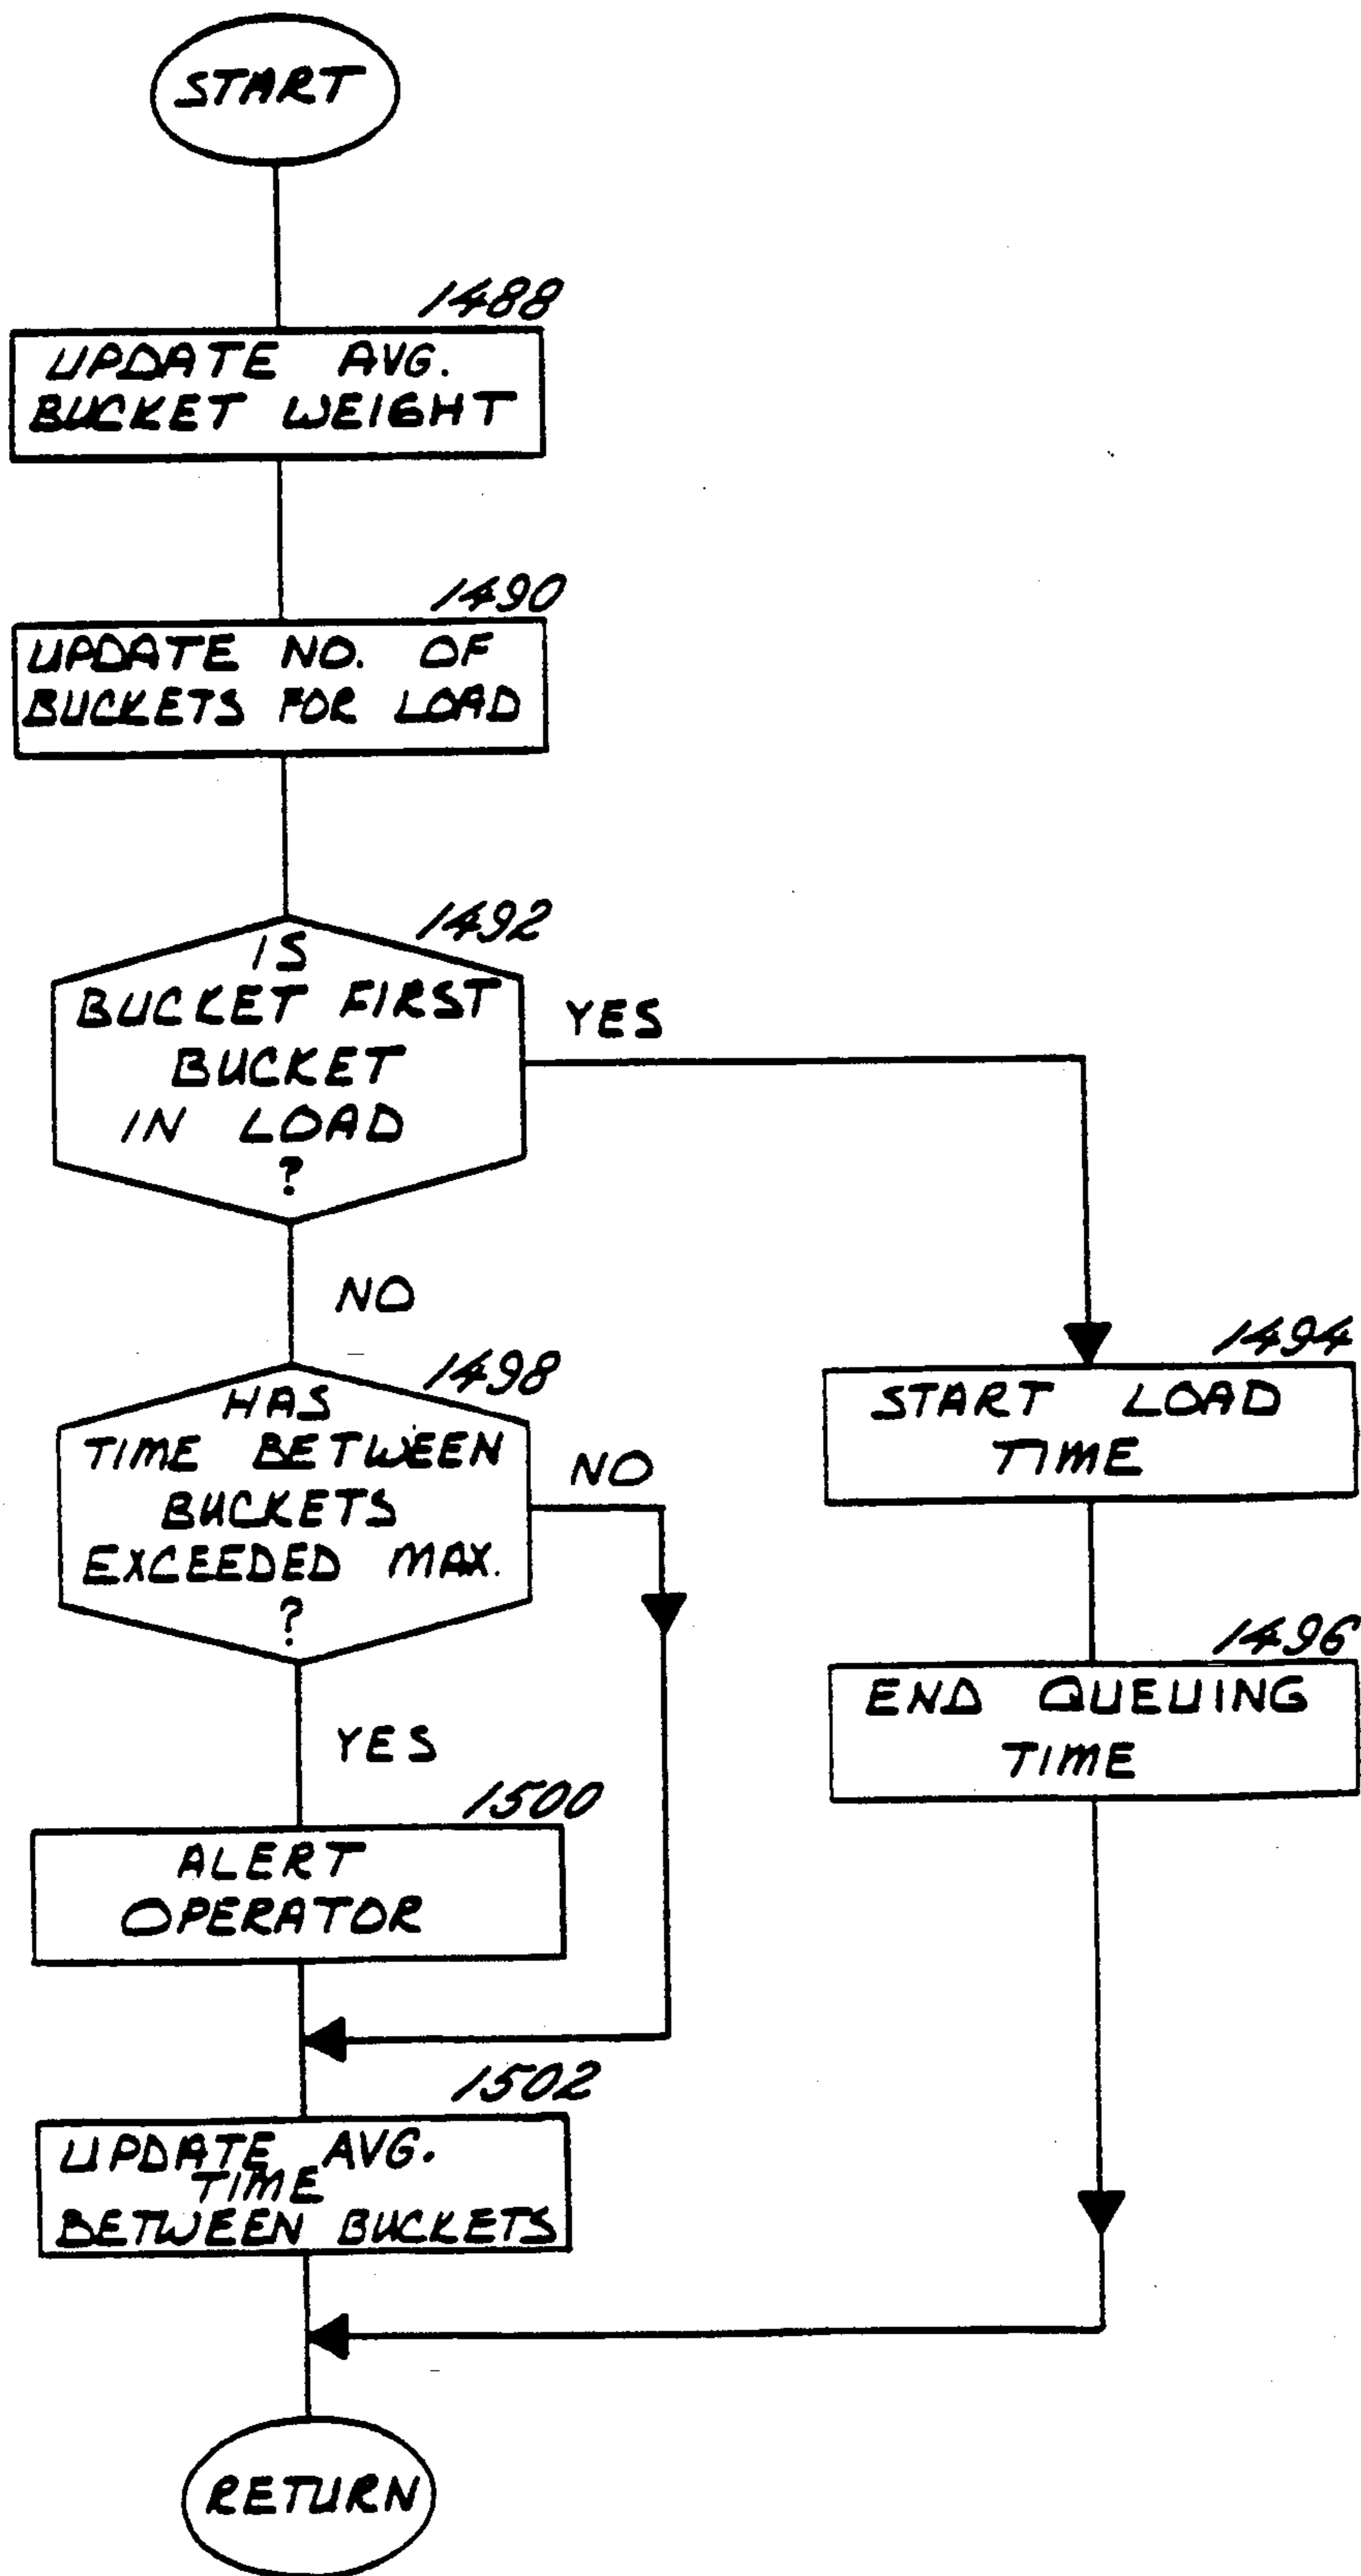 START
1488
UPDATE AVG.
BUCKET WEIGHT
1490
UPDATE NO. OF
BUCKETS FOR LOAD
1492
IS
BUCKET FIRST
BUCKET
IN LOAD
?
YES
NO
1494
START LOAD
TIME
1498
HAS
TIME BETWEEN
BUCKETS
EXCEEDED MAX.
?
NO
1496
END QUEUING
TIME
YES
1500
ALERT
OPERATOR
1502
UPDATE AVG.
TIME
BETWEEN BUCKETS
RETURN